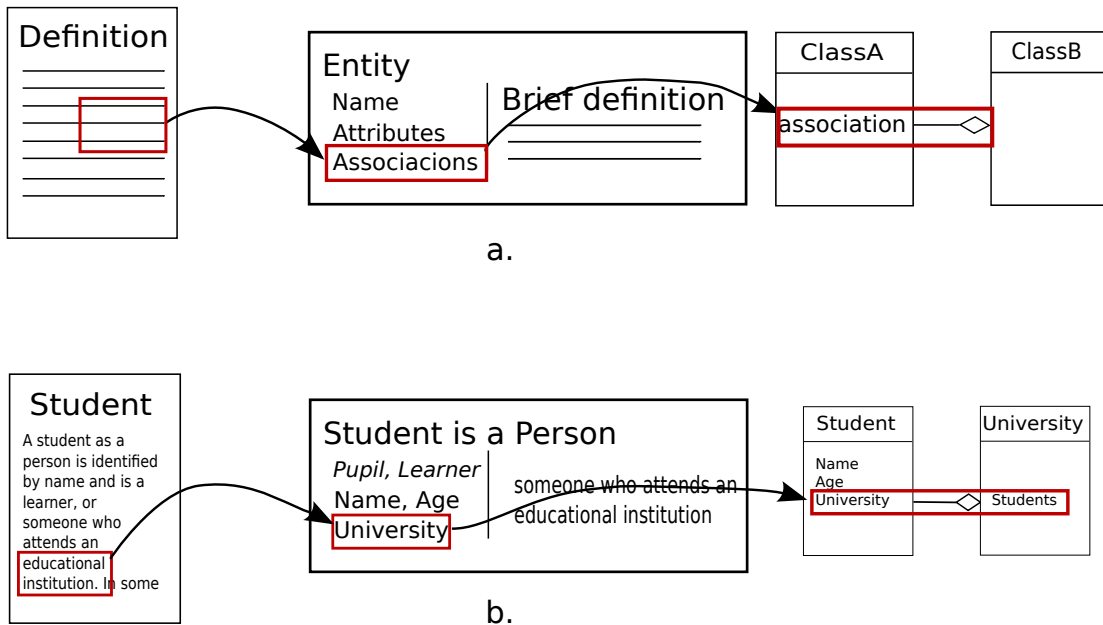 Definition
Entity
Name
Attributes
Associacions
Brief definition
ClassA
association
ClassB
a.
Student
A student as a
person is identified
by name and is a
learner, or
someone who
attends an
educational
institution. In some
Student is a Person
Pupil, Learner
Name, Age
University
someone who attends an
educational institution
Student
Name
Age
University
University
Students
b.